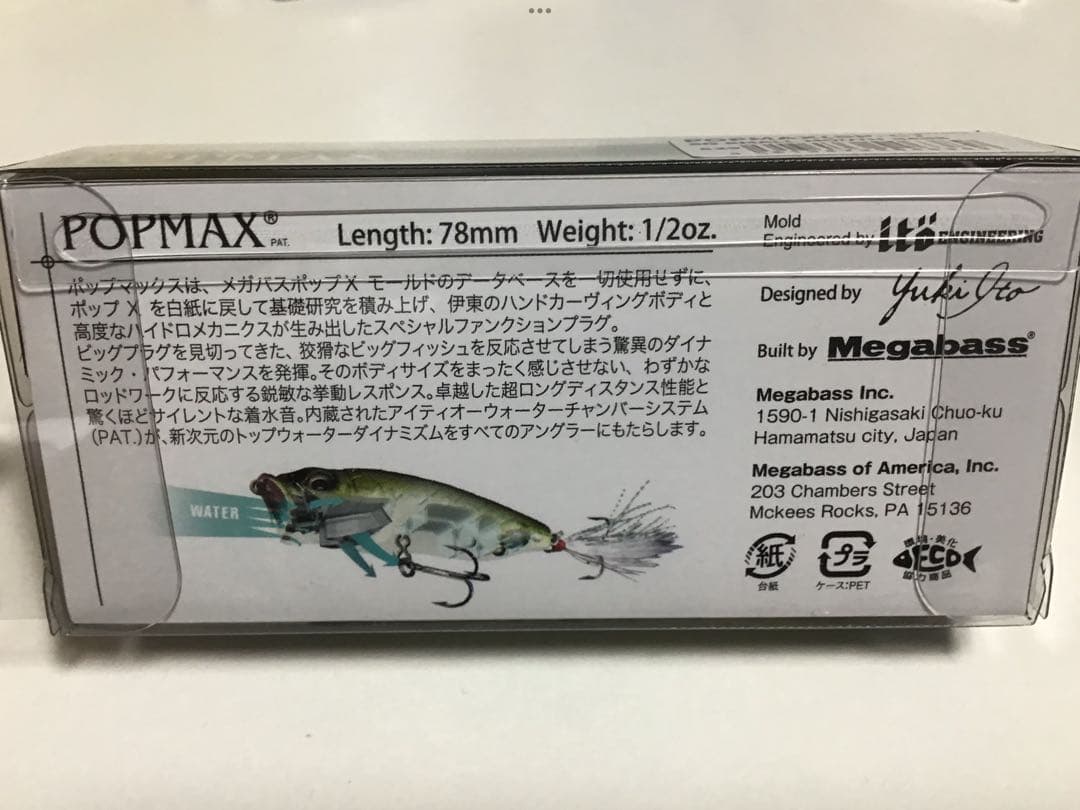 POPMAX® PAT.
Length: 78mm Weight: 1/2oz.
ポップマックスは、メガバスポップX モールドのデータベースを一切使用せずに、
ポップ X を白紙に戻して基礎研究を積み上げ、伊東のハンドカーヴィングボディと
高度なハイドロメカニクスが生み出したスペシャルファンクションプラグ。
ビッグプラグを見切ってきた、狡猾なビッグフィッシュを反応させてしまう驚異のダイナ
ミック・パフォーマンスを発揮。そのボディサイズをまったく感じさせない、わずかな
ロッドワークに反応する鋭敏な挙動レスポンス。卓越した超ロングディスタンス性能と
驚くほどサイレントな着水音。内蔵されたアイティオーウォーターチャンバーシステム
(PAT.)が、新次元のトップウォーターダイナミズムをすべてのアングラーにもたらします。
WATER
Mold
Engineered by Itö ENGINEERING
Designed by Yuki Ito
Built by Megabass®
Megabass Inc.
1590-1 Nishigasaki Chuo-ku
Hamamatsu city, Japan
Megabass of America, Inc.
203 Chambers Street
Mckees Rocks, PA 15136
紙
台紙
プラ
ケース:PET
環境・美化
ECO
協力商品